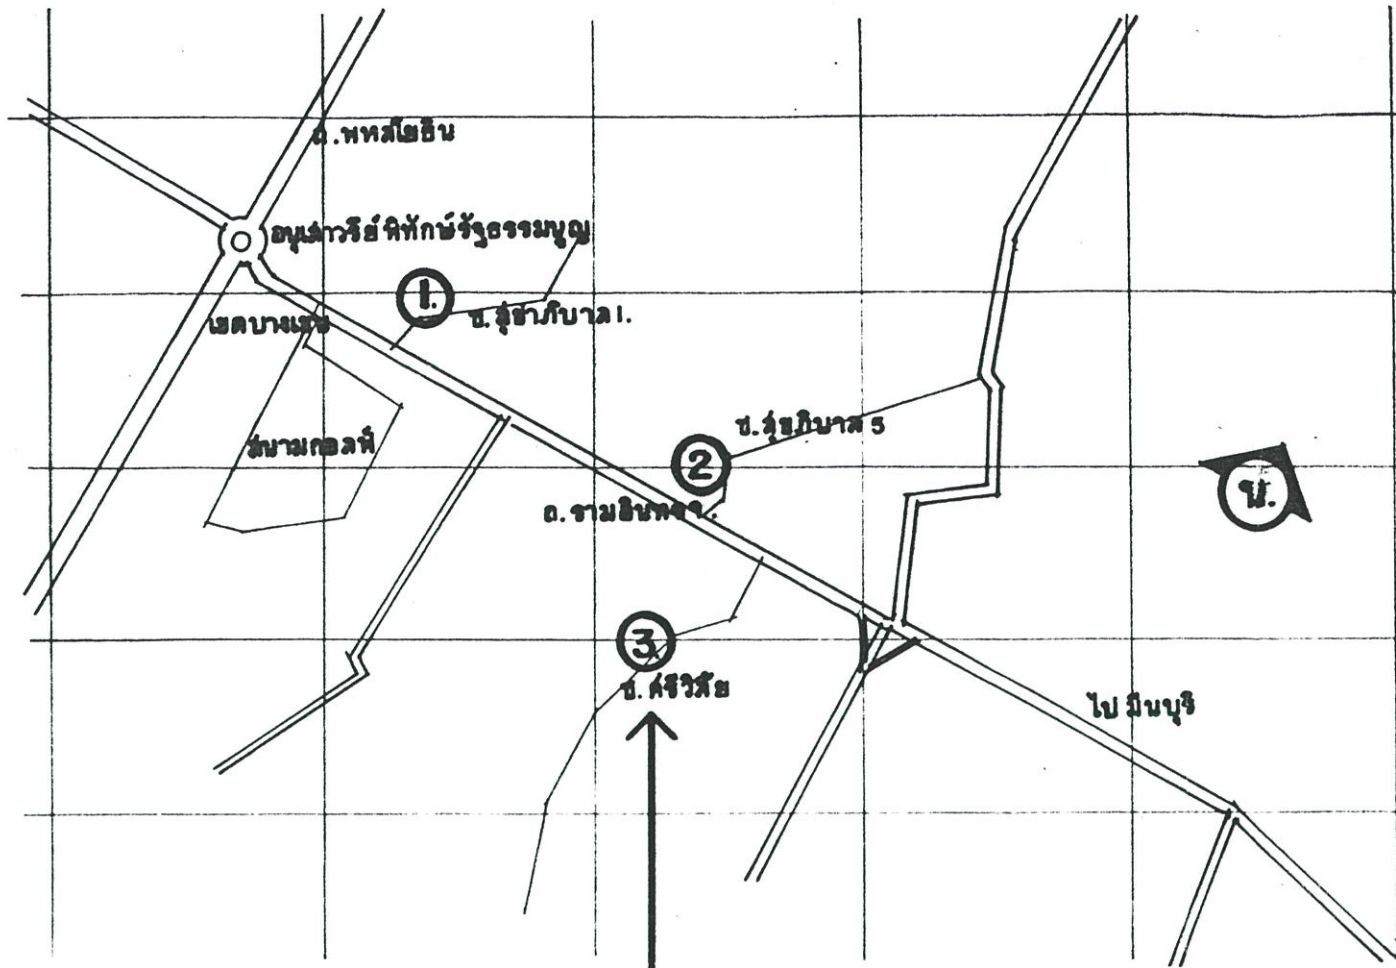 ถ.พหลโยธิน
อนุสาวรีย์พิทักษ์รัฐธรรมนูญ
1.
ซ.สุขาภิบาล 1.
เขตบางเขน
ซ.สุขาภิบาล 5
สนามกอล์ฟ
2
น.
ถ.รามอินทรา.
3
ซ.ศรีวิลัย
ไป มีนบุรี